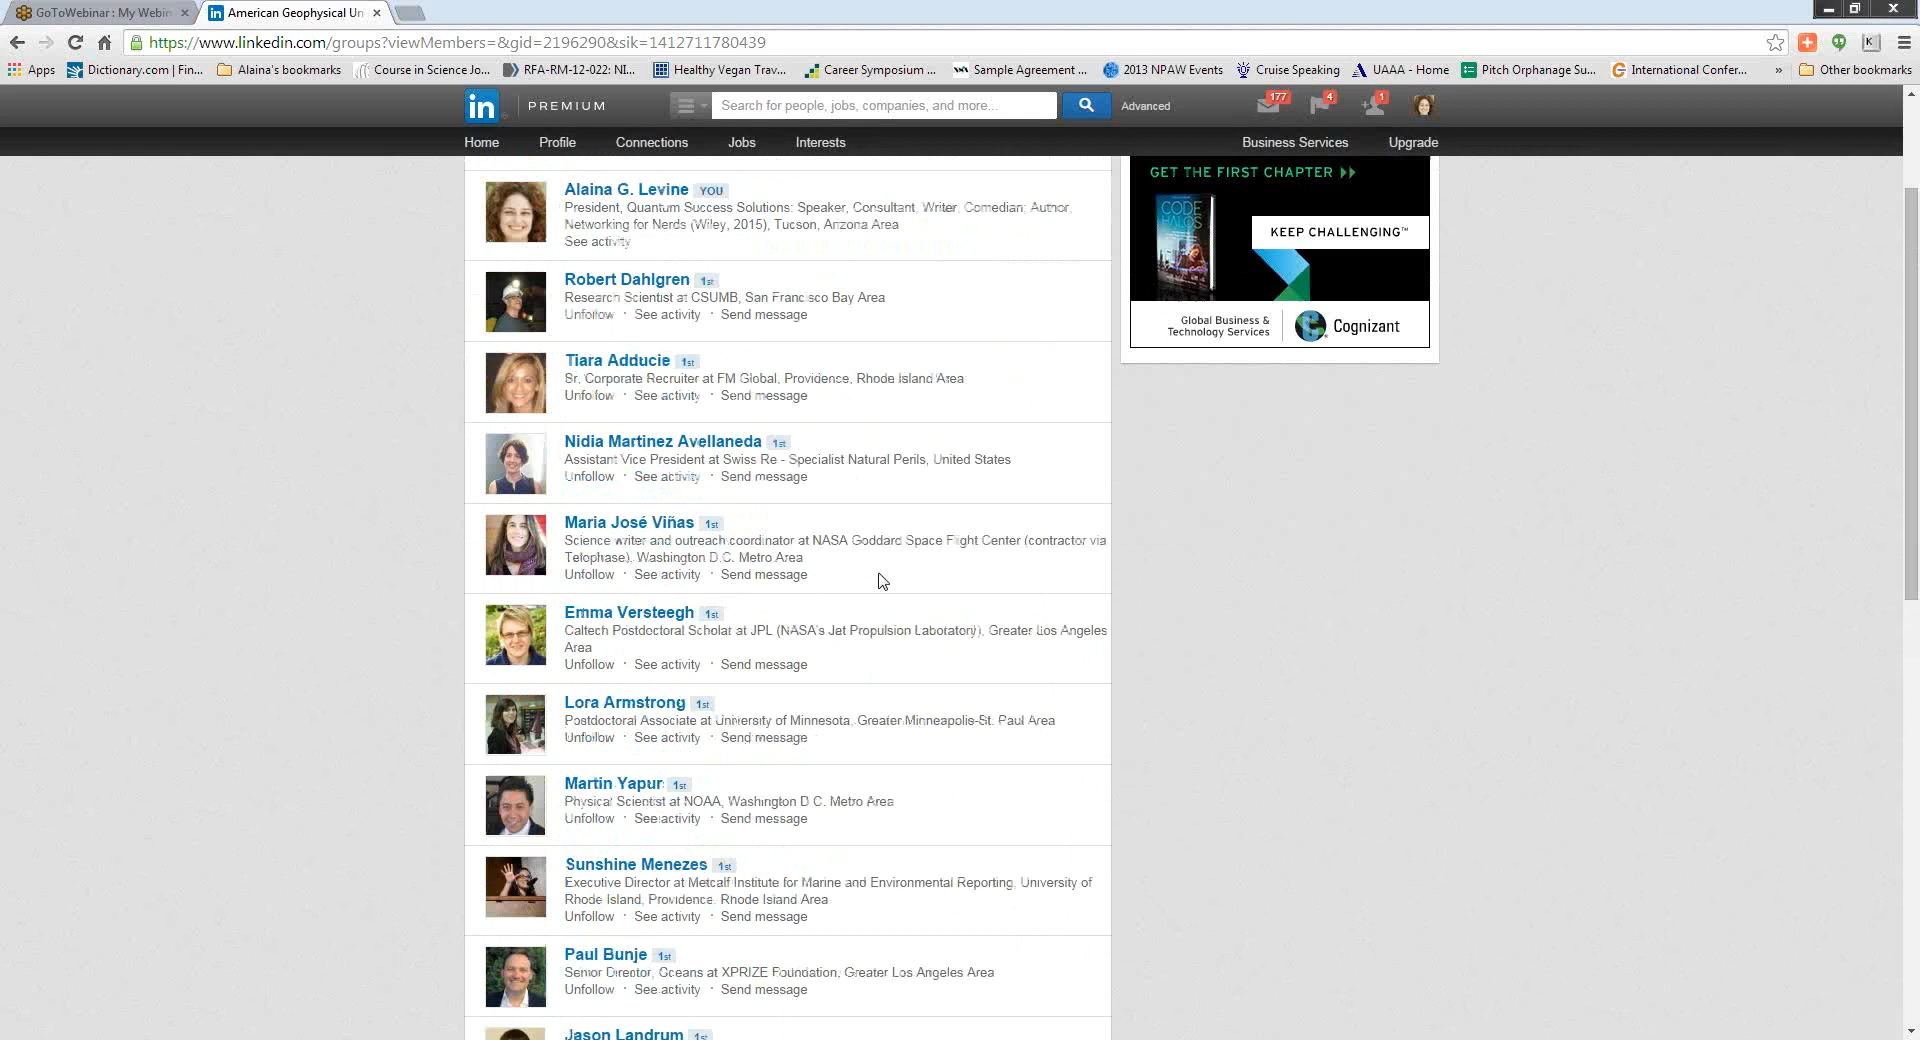 GoToWebinar : My Webin
American Geophysical Un
https://www.linkedin.com/groups?viewMembers=&gid=2196290&sik=1412711780439
Apps
Dictionary.com | Fin...
Alaina's bookmarks
Course in Science Jo...
RFA-RM-12-022: NI...
Healthy Vegan Trav...
Career Symposium ...
Sample Agreement ...
2013 NPAW Events
Cruise Speaking
UAAA - Home
Pitch Orphanage Su...
International Confer...
»
Other bookmarks
in
PREMIUM
Search for people, jobs, companies, and more...
Advanced
177
4
1
Home
Profile
Connections
Jobs
Interests
Business Services
Upgrade
Alaina G. Levine YOU
President, Quantum Success Solutions: Speaker, Consultant, Writer, Comedian, Author,
Networking for Nerds (Wiley, 2015), Tucson, Arizona Area
See activity
Robert Dahlgren 1st
Research Scientist at CSUMB, San Francisco Bay Area
Unfollow · See activity · Send message
Tiara Adducie 1st
Sr. Corporate Recruiter at FM Global, Providence, Rhode Island Area
Unfollow · See activity · Send message
Nidia Martinez Avellaneda 1st
Assistant Vice President at Swiss Re - Specialist Natural Perils, United States
Unfollow · See activity · Send message
Maria José Viñas 1st
Science writer and outreach coordinator at NASA Goddard Space Flight Center (contractor via
Telophase), Washington D.C. Metro Area
Unfollow · See activity · Send message
Emma Versteegh 1st
Caltech Postdoctoral Scholar at JPL (NASA's Jet Propulsion Laboratory), Greater Los Angeles
Area
Unfollow · See activity · Send message
Lora Armstrong 1st
Postdoctoral Associate at University of Minnesota, Greater Minneapolis-St. Paul Area
Unfollow · See activity · Send message
Martin Yapur 1st
Physical Scientist at NOAA, Washington D.C. Metro Area
Unfollow · See activity · Send message
Sunshine Menezes 1st
Executive Director at Metcalf Institute for Marine and Environmental Reporting, University of
Rhode Island, Providence, Rhode Island Area
Unfollow · See activity · Send message
Paul Bunje 1st
Senior Director, Oceans at XPRIZE Foundation, Greater Los Angeles Area
Unfollow · See activity · Send message
Jason Landrum 1st
GET THE FIRST CHAPTER
CODE
HALOS
KEEP CHALLENGING™
Global Business &
Technology Services
Cognizant